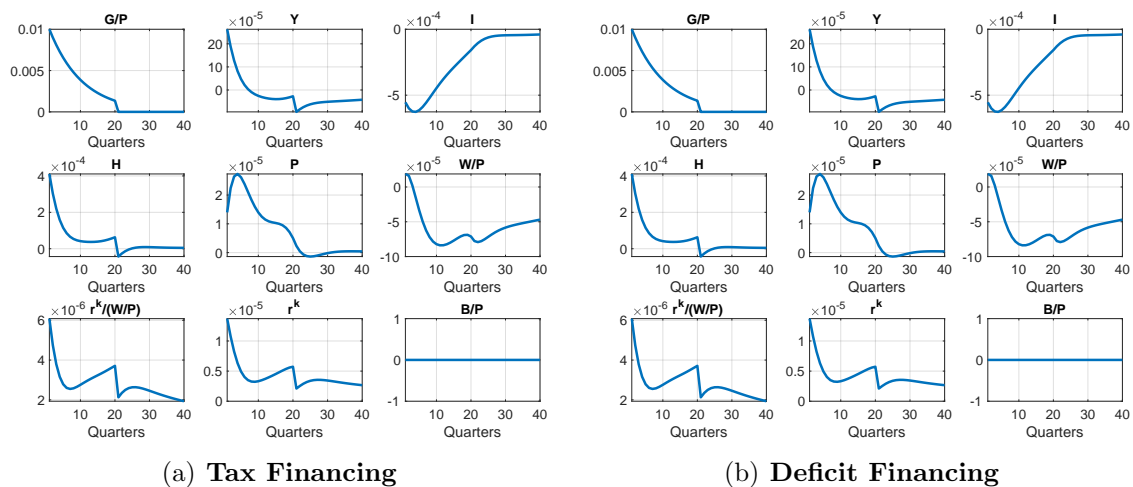 G/P Y I G/P Y I
0.01 ×10⁻⁵ ×10⁻⁴ 0.01 ×10⁻⁵ ×10⁻⁴
20 0 20 0
0.005 10 0.005 10
0 -5 0 -5
0 0
10 20 30 40 10 20 30 40 10 20 30 40 10 20 30 40 10 20 30 40 10 20 30 40
Quarters Quarters Quarters Quarters Quarters Quarters
H P W/P H P W/P
×10⁻⁴ ×10⁻⁵ ×10⁻⁵ ×10⁻⁴ ×10⁻⁵ ×10⁻⁵
4 2 0 4 2 0
2 1 -5 2 1 -5
0 0 -10 0 0 -10
10 20 30 40 10 20 30 40 10 20 30 40 10 20 30 40 10 20 30 40 10 20 30 40
Quarters Quarters Quarters Quarters Quarters Quarters
r^k/(W/P) r^k B/P r^k/(W/P) r^k B/P
×10⁻⁶ ×10⁻⁵ ×10⁻⁶ ×10⁻⁵
6 1 1 6 1 1
4 0.5 0 4 0.5 0
2 0 -1 2 0 -1
10 20 30 40 10 20 30 40 10 20 30 40 10 20 30 40 10 20 30 40 10 20 30 40
Quarters Quarters Quarters Quarters Quarters Quarters
(a) Tax Financing (b) Deficit Financing